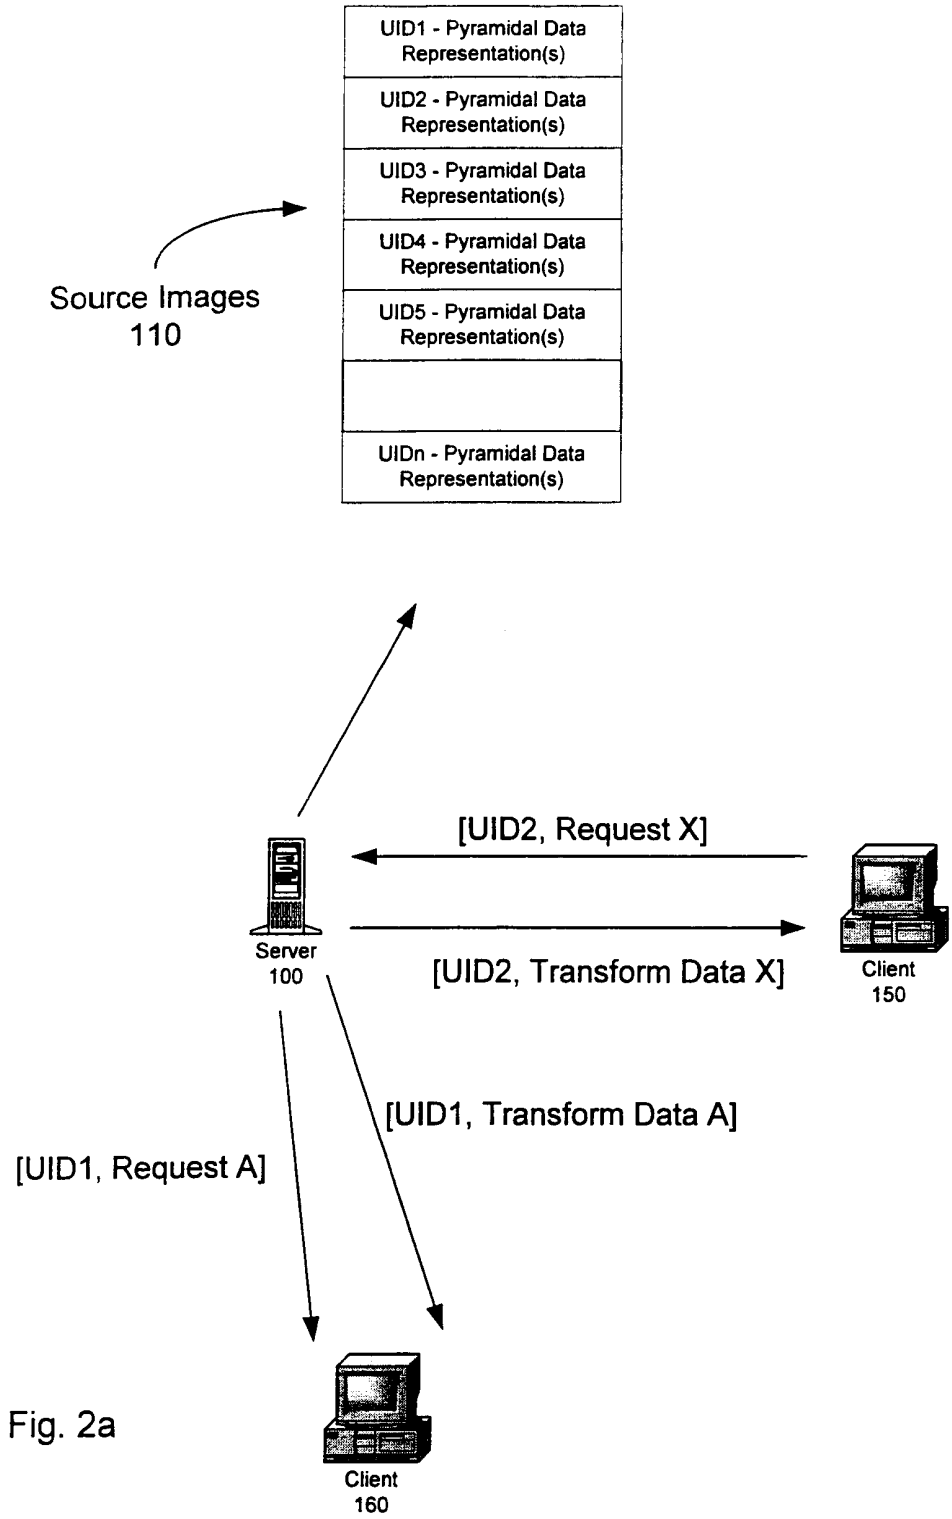 UID1 - Pyramidal Data
Representation(s)
UID2 - Pyramidal Data
Representation(s)
UID3 - Pyramidal Data
Representation(s)
UID4 - Pyramidal Data
Representation(s)
UID5 - Pyramidal Data
Representation(s)
UIDn - Pyramidal Data
Representation(s)
Source Images
110
[UID2, Request X]
Server
100
[UID2, Transform Data X]
Client
150
[UID1, Transform Data A]
[UID1, Request A]
Fig. 2a
Client
160